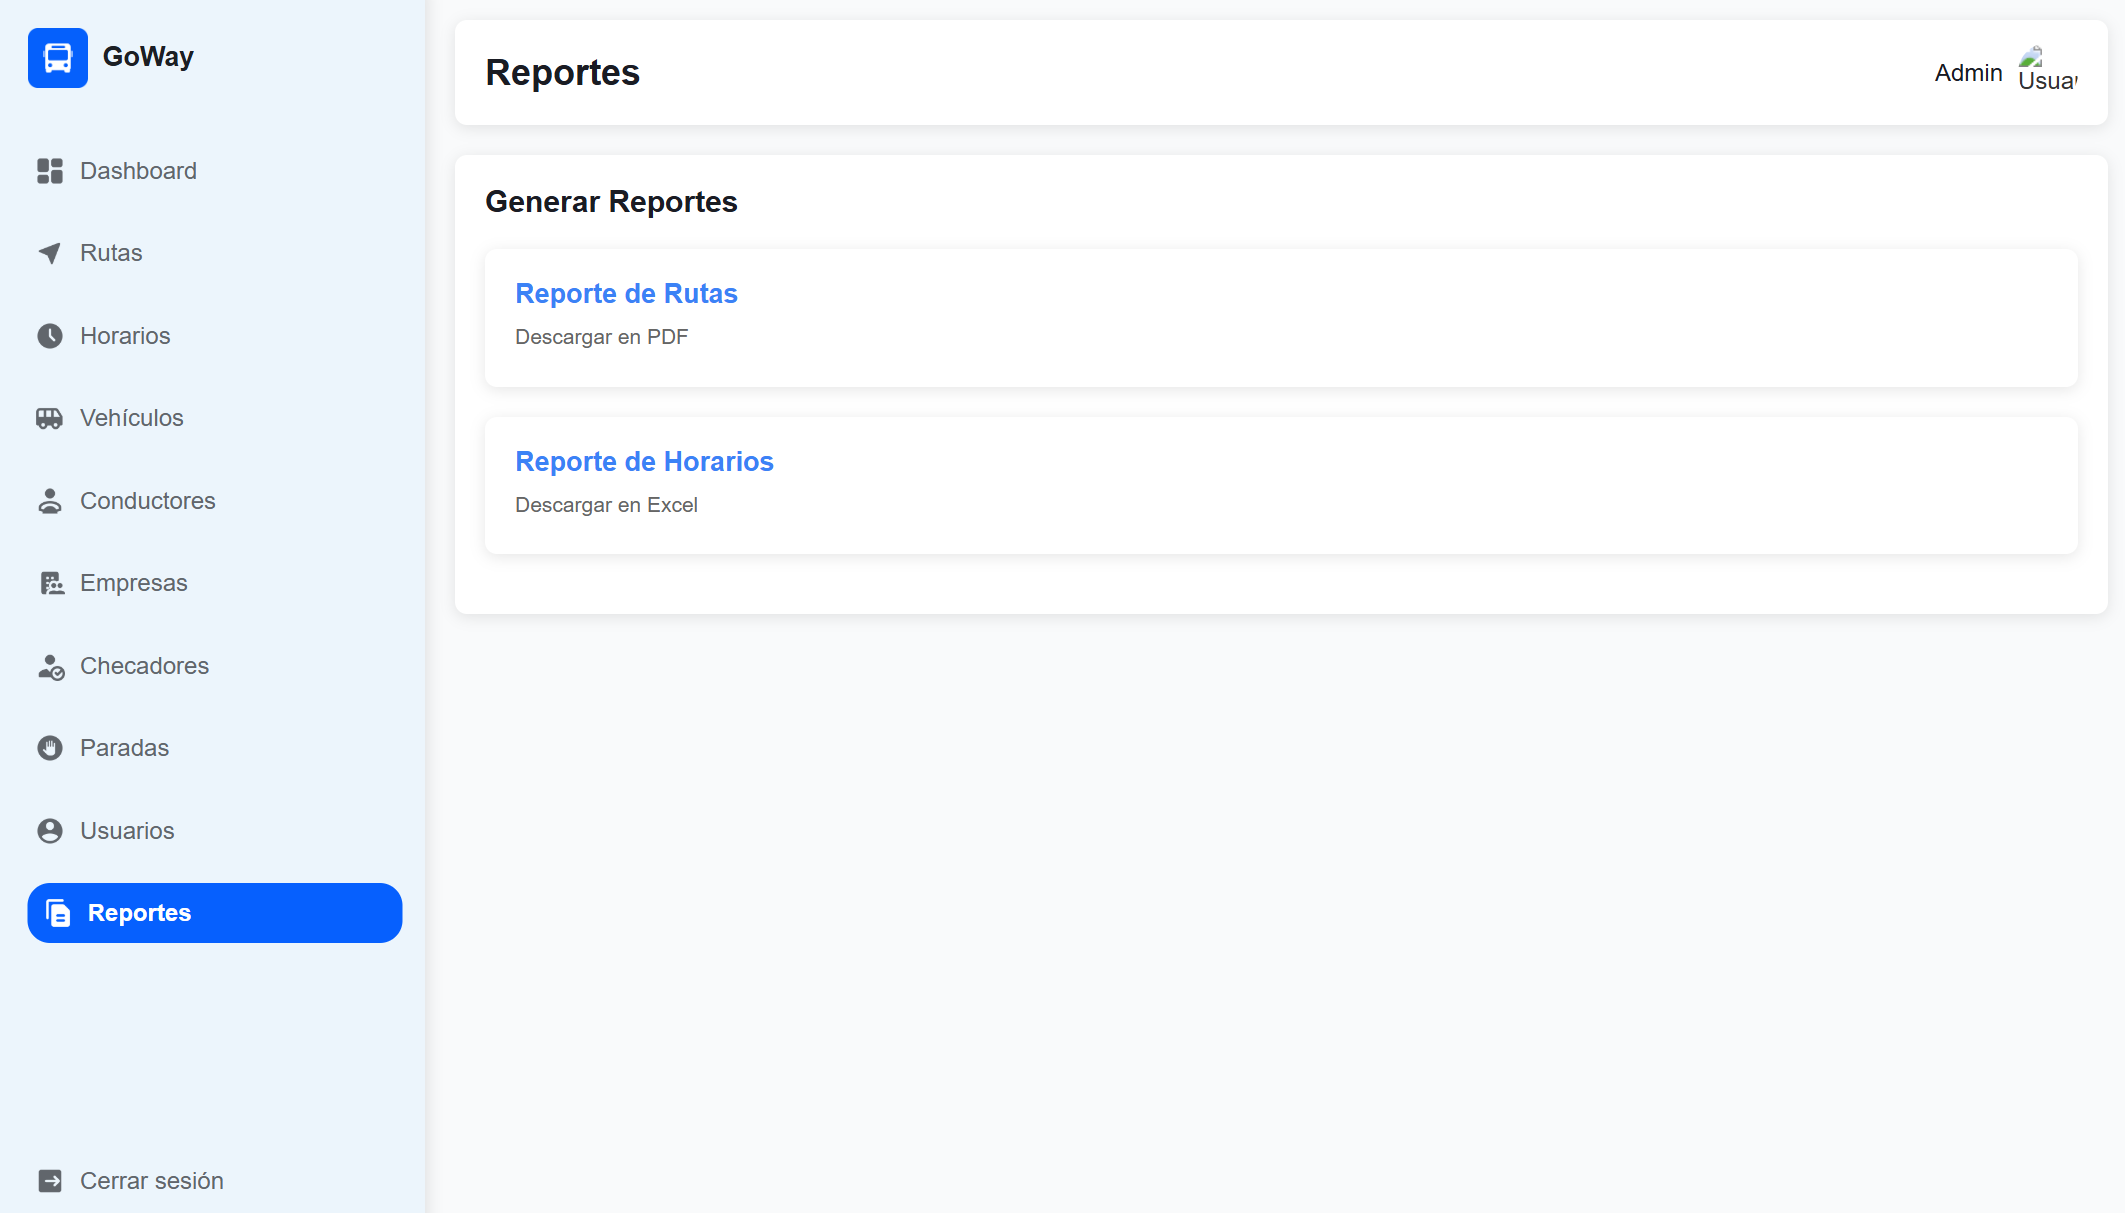 GoWay
Dashboard
Rutas
Horarios
Vehículos
Conductores
Empresas
Checadores
Paradas
Usuarios
Reportes
Cerrar sesión
Reportes
Admin
Usuar
Generar Reportes
Reporte de Rutas
Descargar en PDF
Reporte de Horarios
Descargar en Excel